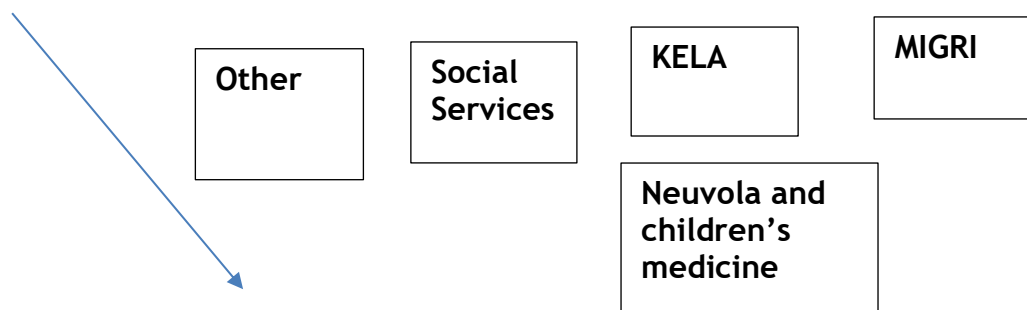 Other
Social
Services
KELA
MIGRI
Neuvola and
children’s
medicine